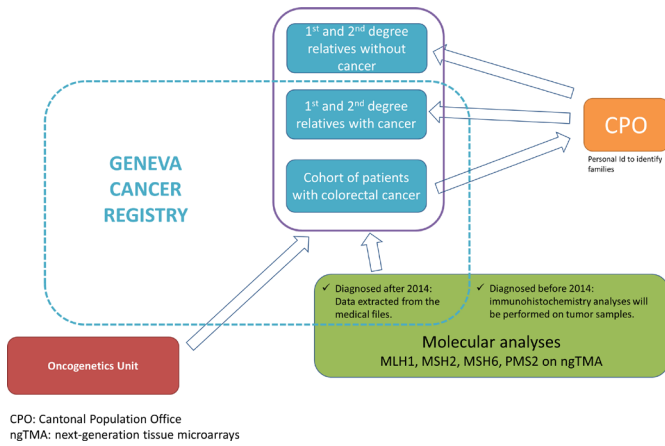 1st and 2nd degree
relatives without
cancer
1st and 2nd degree
relatives with cancer
CPO
Personal Id to identify
families
GENEVA
CANCER
REGISTRY
Cohort of patients
with colorectal cancer
✓ Diagnosed after 2014:
Data extracted from the
medical files.
✓ Diagnosed before 2014:
immunohistochemistry analyses will
be performed on tumor samples.
Molecular analyses
MLH1, MSH2, MSH6, PMS2 on ngTMA
Oncogenetics Unit
CPO: Cantonal Population Office
ngTMA: next-generation tissue microarrays